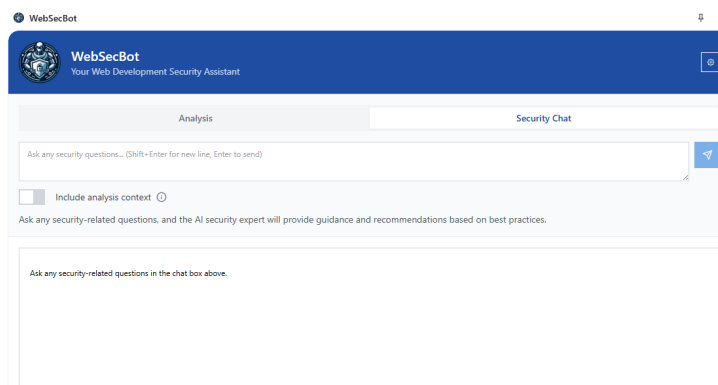 WebSecBot
WebSecBot
Your Web Development Security Assistant
Analysis
Security Chat
Ask any security questions... (Shift+Enter for new line, Enter to send)
Include analysis context
Ask any security-related questions, and the AI security expert will provide guidance and recommendations based on best practices.
Ask any security-related questions in the chat box above.